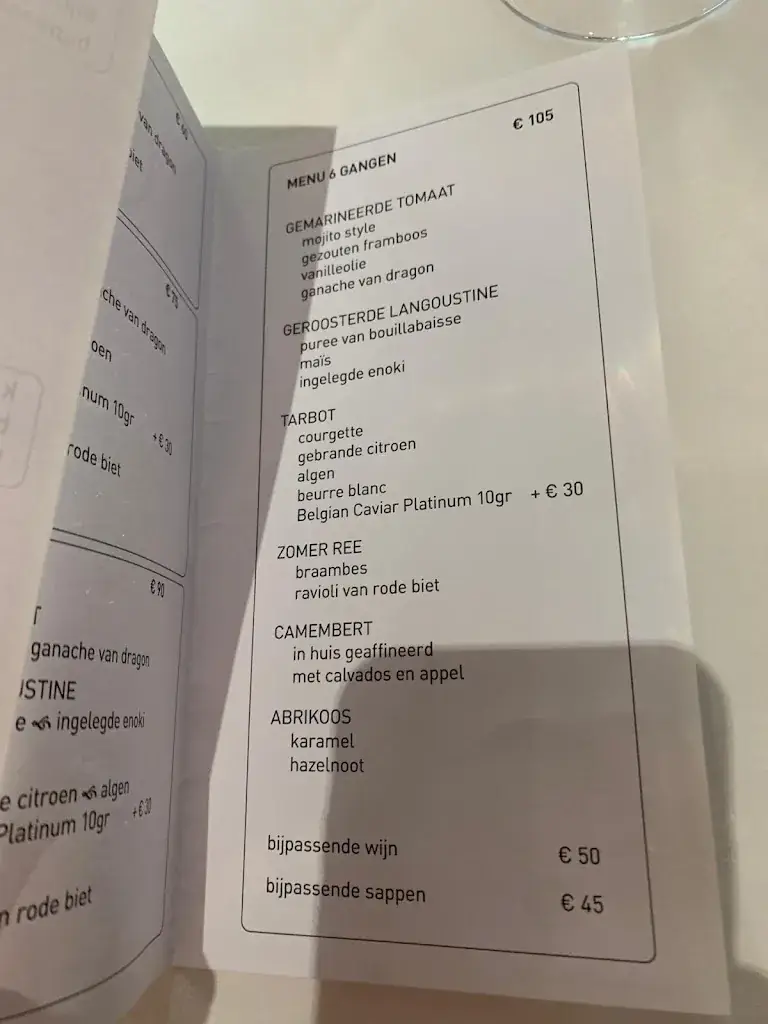 € 60
van dragon
biet
€ 75
che van dragon
oen
num 10gr + € 30
rode biet
€ 90
T
ganache van dragon
USTINE
e ingelegde enoki
e citroen algen
Platinum 10gr + € 30
n rode biet
€ 105
MENU 6 GANGEN
GEMARINEERDE TOMAAT
mojito style
gezouten framboos
vanilleolie
ganache van dragon
GEROOSTERDE LANGOUSTINE
puree van bouillabaisse
maïs
ingelegde enoki
TARBOT
courgette
gebrande citroen
algen
beurre blanc
Belgian Caviar Platinum 10gr + € 30
ZOMER REE
braambes
ravioli van rode biet
CAMEMBERT
in huis geaffineerd
met calvados en appel
ABRIKOOS
karamel
hazelnoot
bijpassende wijn € 50
bijpassende sappen € 45